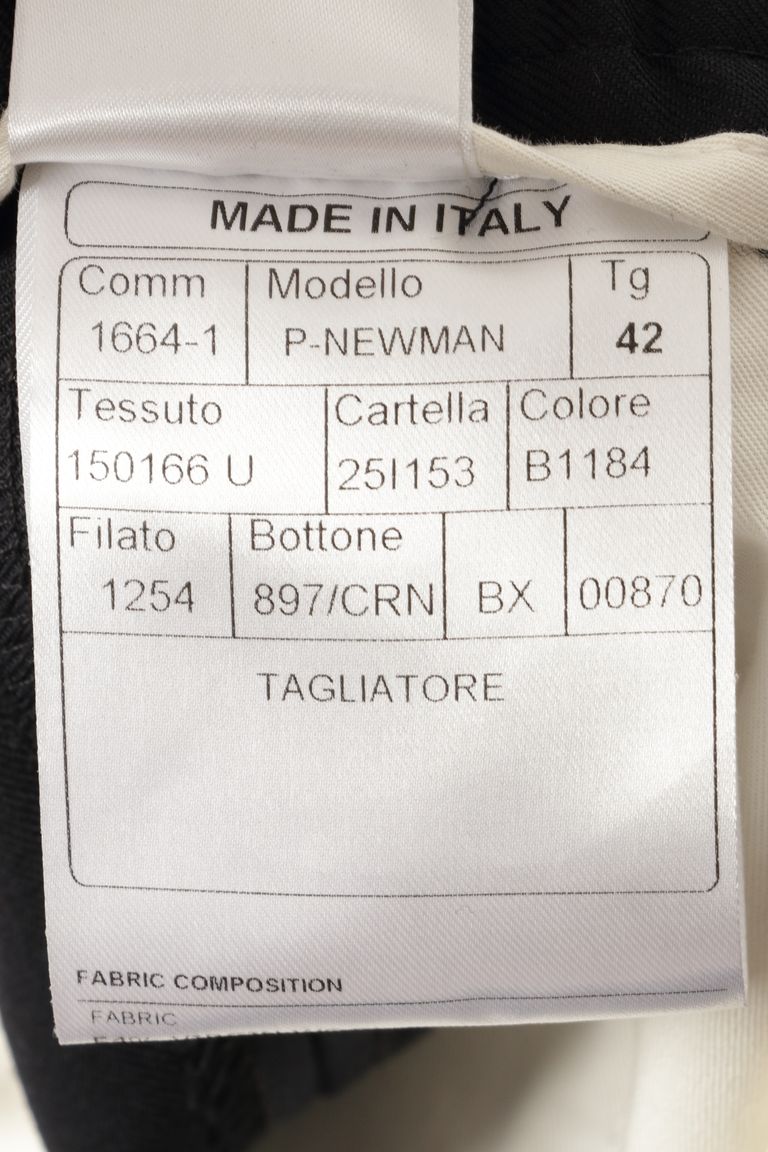 MADE IN ITALY
Comm Modello Tg
1664-1 P-NEWMAN 42
Tessuto Cartella Colore
150166 U 25I153 B1184
Filato Bottone
1254 897/CRN BX 00870
TAGLIATORE
FABRIC COMPOSITION
FABRIC